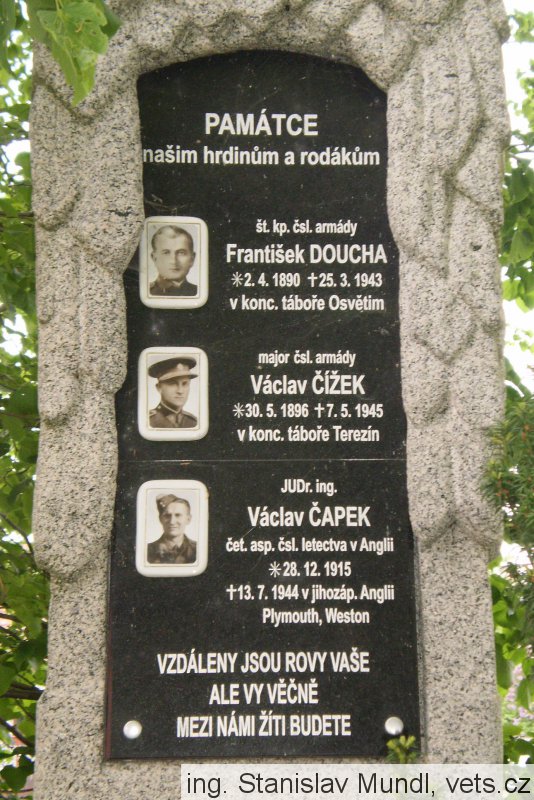 PAMÁTCE
našim hrdinům a rodákům
št. kp. čsl. armády
František DOUCHA
✳2. 4. 1890 ✝25. 3. 1943
v konc. táboře Osvětim
major čsl. armády
Václav ČÍŽEK
✳30. 5. 1896 ✝7. 5. 1945
v konc. táboře Terezín
JUDr. ing.
Václav ČAPEK
čet. asp. čsl. letectva v Anglii
✳28. 12. 1915
✝13. 7. 1944 v jihozáp. Anglii
Plymouth, Weston
VZDÁLENY JSOU ROVY VAŠE
ALE VY VĚČNĚ
MEZI NÁMI ŽÍTI BUDETE
ing. Stanislav Mundl, vets.cz